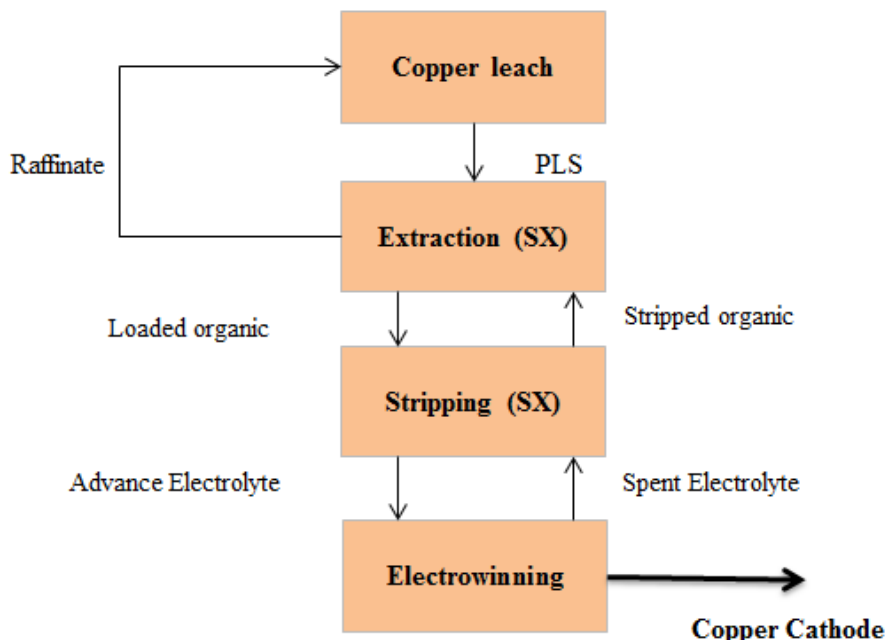 Copper leach
Raffinate
PLS
Extraction (SX)
Loaded organic
Stripped organic
Stripping (SX)
Advance Electrolyte
Spent Electrolyte
Electrowinning
Copper Cathode